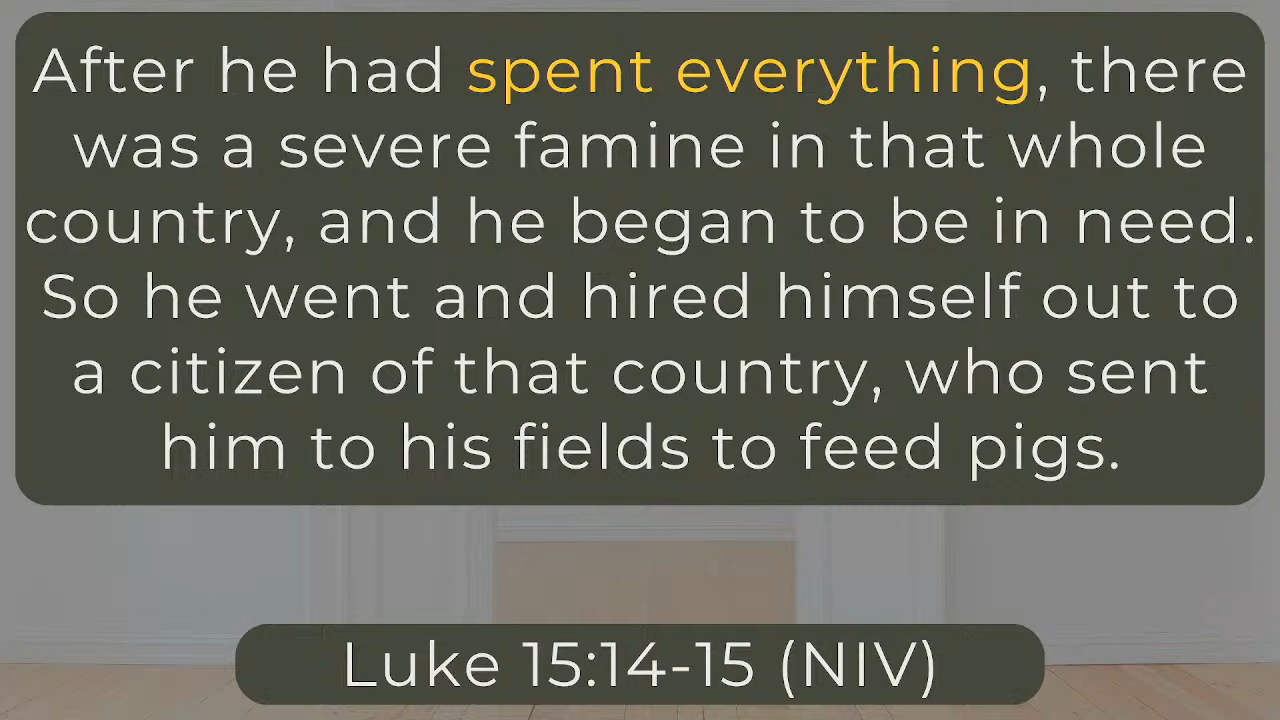 After he had spent everything, there
was a severe famine in that whole
country, and he began to be in need.
So he went and hired himself out to
a citizen of that country, who sent
him to his fields to feed pigs.
Luke 15:14-15 (NIV)